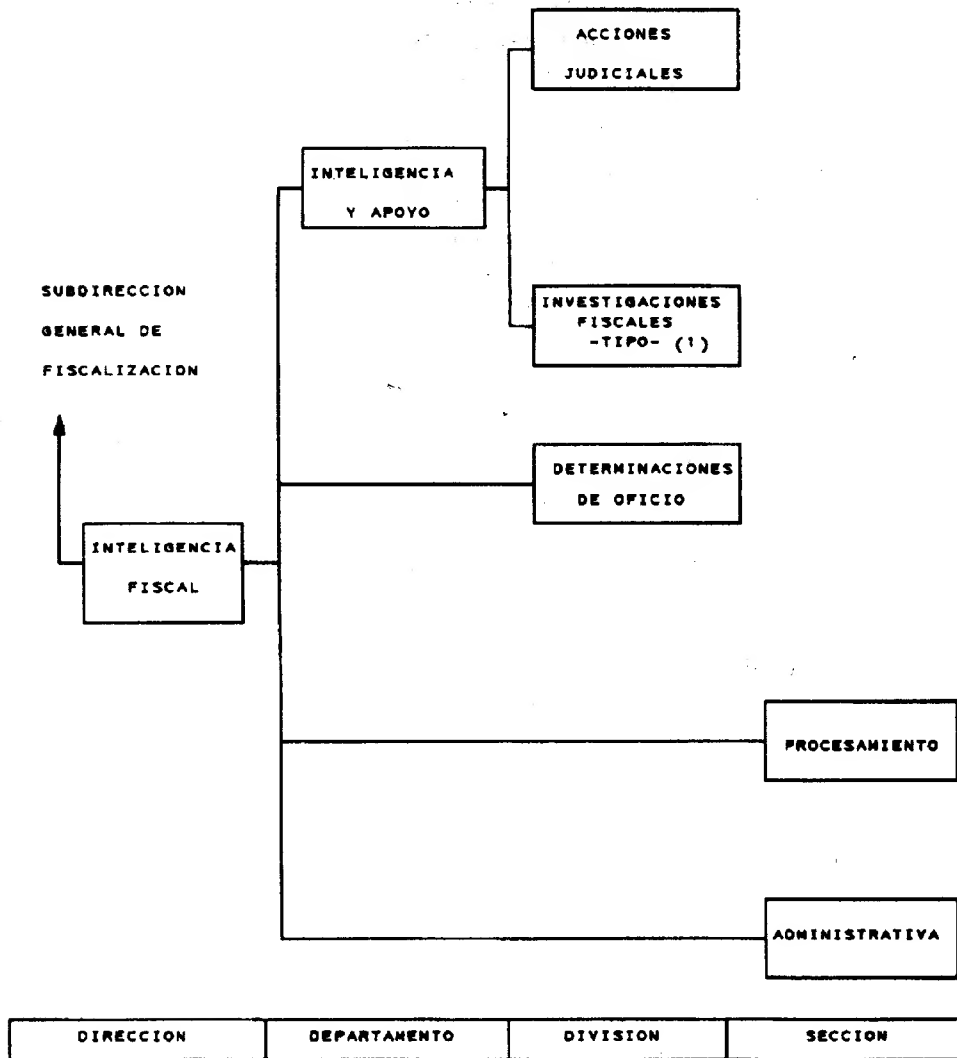 ACCIONES
JUDICIALES
INTELIGENCIA
Y APOYO
SUBDIRECCION
GENERAL DE
FISCALIZACION
INVESTIGACIONES
FISCALES
-TIPO- (1)
DETERMINACIONES
DE OFICIO
INTELIGENCIA
FISCAL
PROCESAMIENTO
ADMINISTRATIVA
DIRECCION DEPARTAMENTO DIVISION SECCION